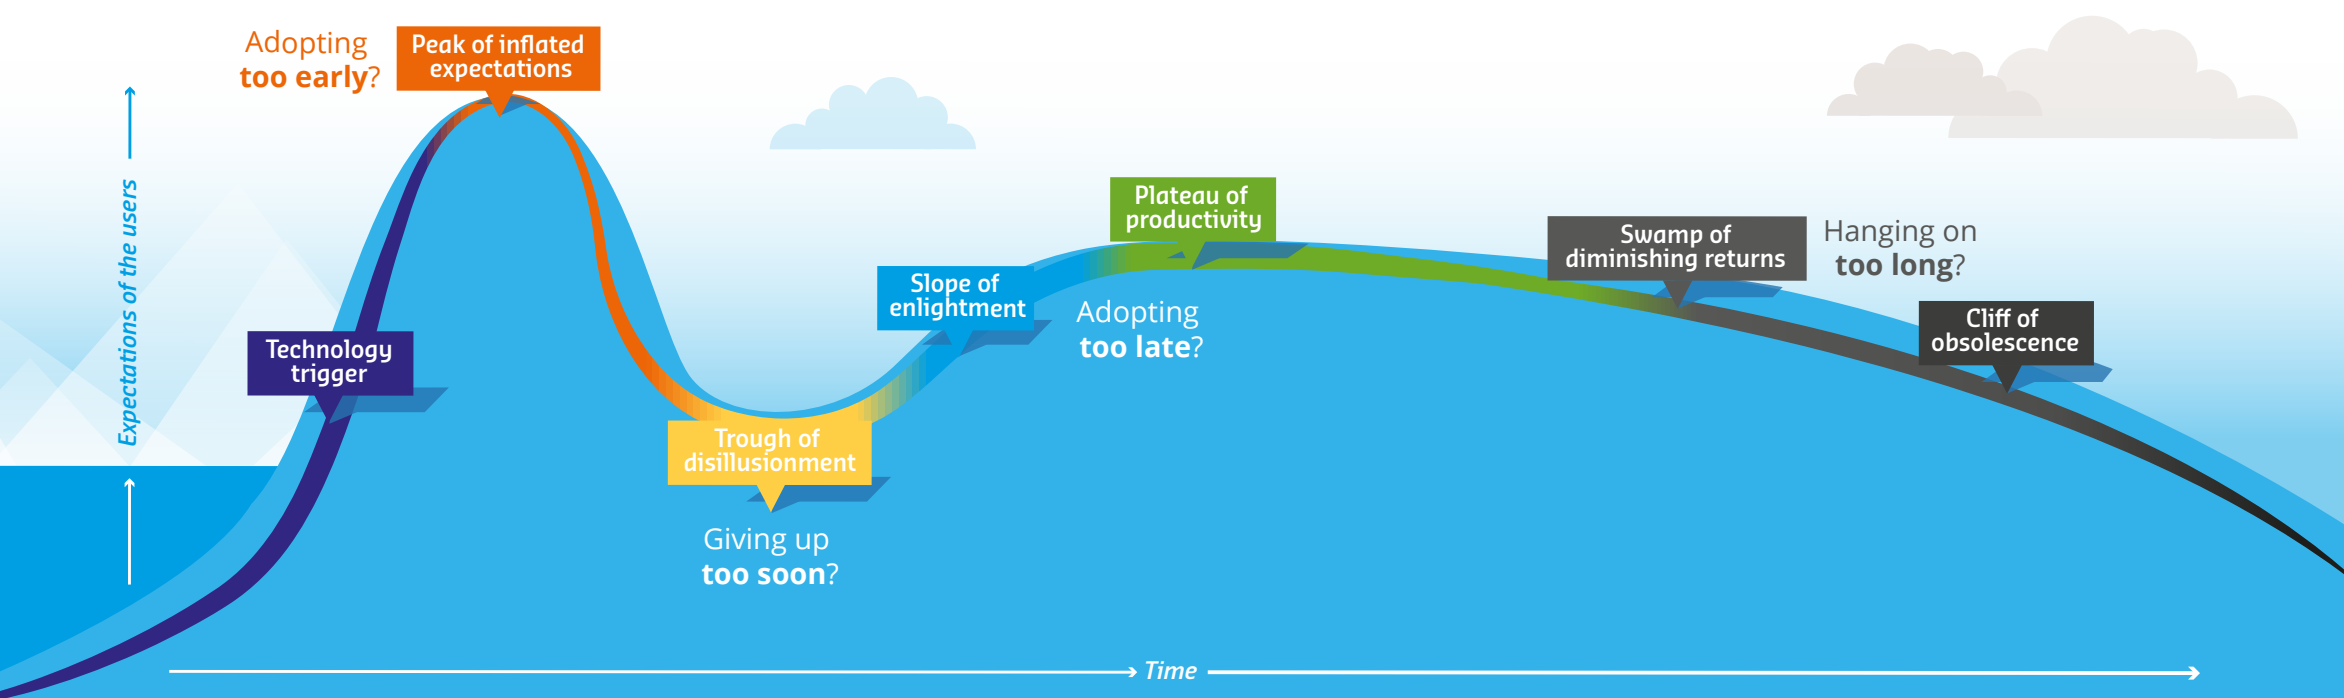 Adopting
too early?
Peak of inflated
expectations
Expectations of the users
Technology
trigger
Trough of
disillusionment
Giving up
too soon?
Slope of
enlightment
Adopting
too late?
Plateau of
productivity
Swamp of
diminishing returns
Hanging on
too long?
Cliff of
obsolescence
Time